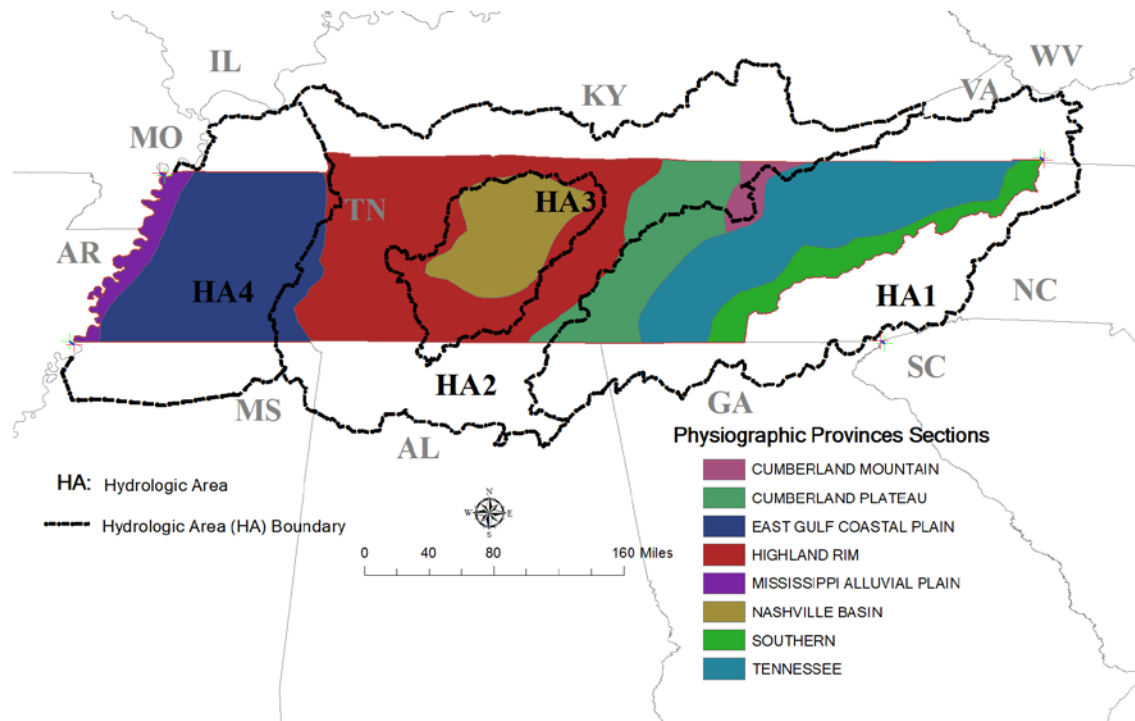 IL
WV
KY
VA
MO
HA3
TN
AR
HA4
HA1
NC
SC
HA2
GA
MS
AL
Physiographic Provinces Sections
CUMBERLAND MOUNTAIN
CUMBERLAND PLATEAU
EAST GULF COASTAL PLAIN
HIGHLAND RIM
MISSISSIPPI ALLUVIAL PLAIN
NASHVILLE BASIN
SOUTHERN
TENNESSEE
HA: Hydrologic Area
Hydrologic Area (HA) Boundary
N
W E
S
0 40 80 160 Miles